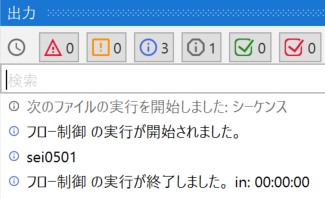 出力
0 0 3 1 0 0
検索
次のファイルの実行を開始しました: シーケンス
フロー制御 の実行が開始されました。
sei0501
フロー制御 の実行が終了しました。 in: 00:00:00